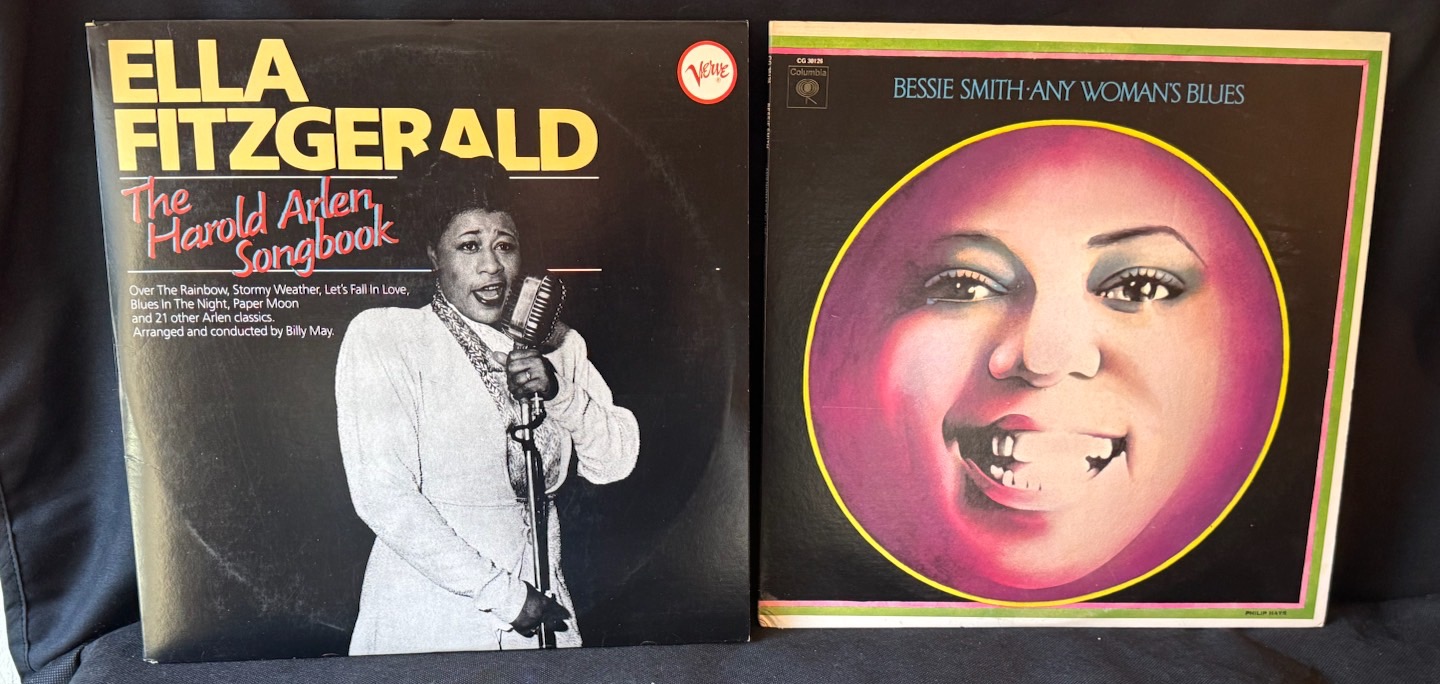 ELLA
FITZGERALD
Verve
The
Harold Arlen
Songbook
Over The Rainbow, Stormy Weather, Let's Fall In Love,
Blues In The Night, Paper Moon
and 21 other Arlen classics.
Arranged and conducted by Billy May.
CG 30126
Columbia
BESSIE SMITH·ANY WOMAN'S BLUES
PHILIP HAYS